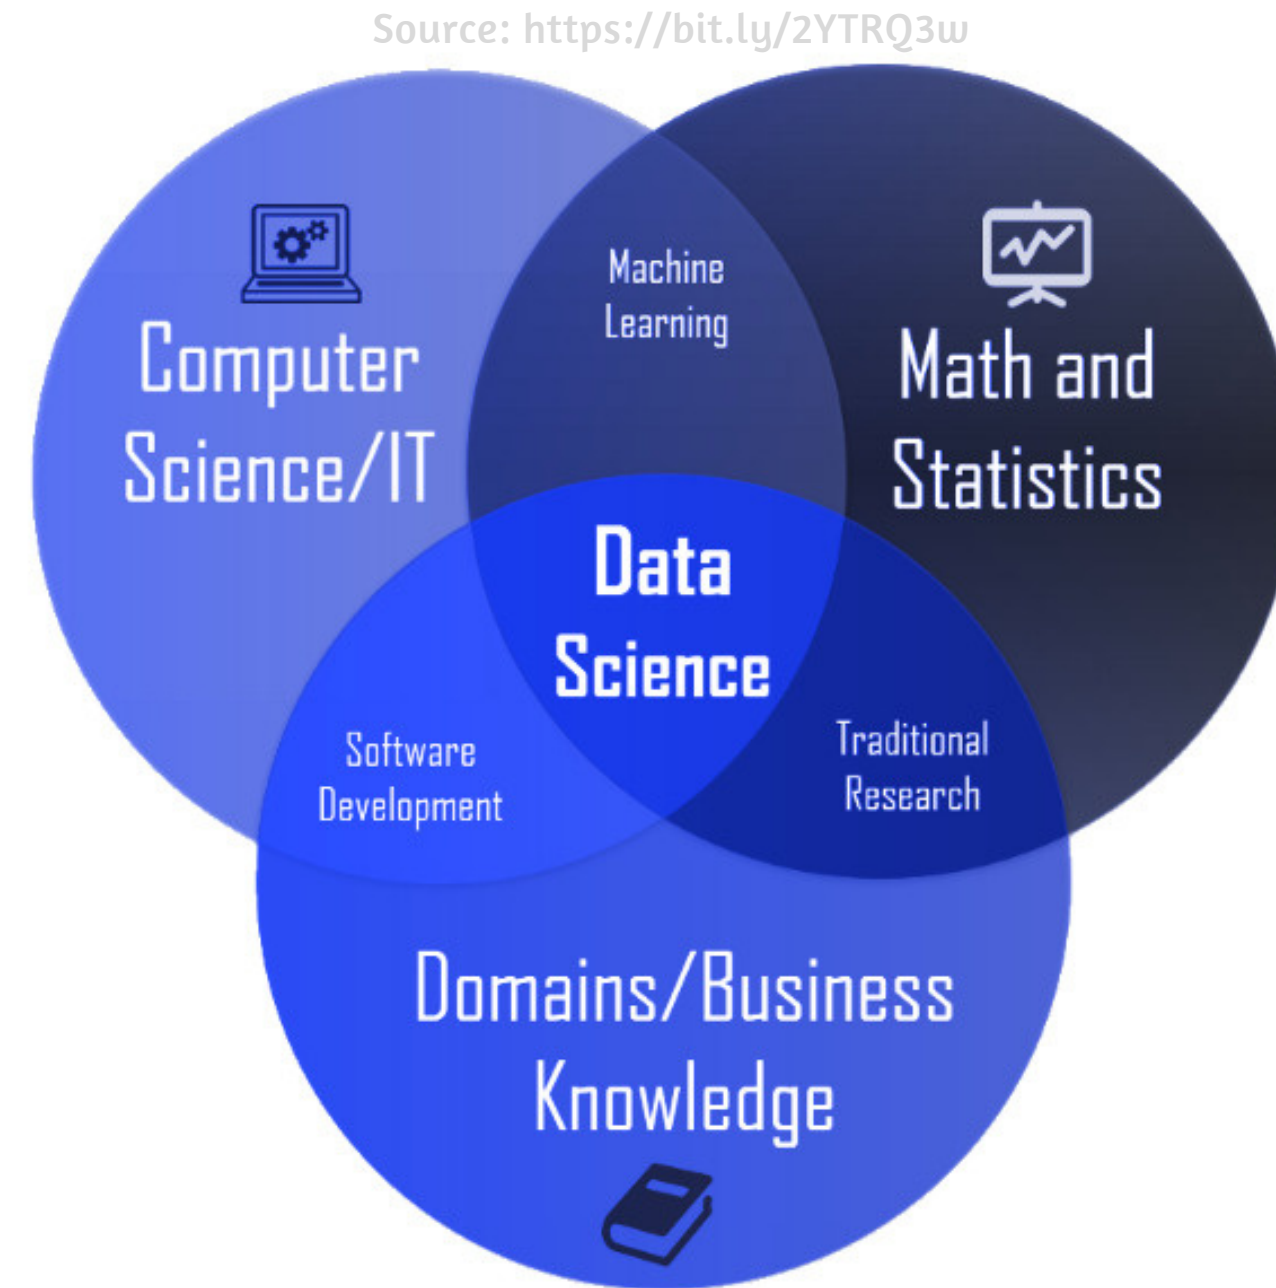 Source: https://bit.ly/2YTRQ3w
Machine
Learning
Computer
Science/IT
Math and
Statistics
Data
Science
Software
Development
Traditional
Research
Domains/Business
Knowledge